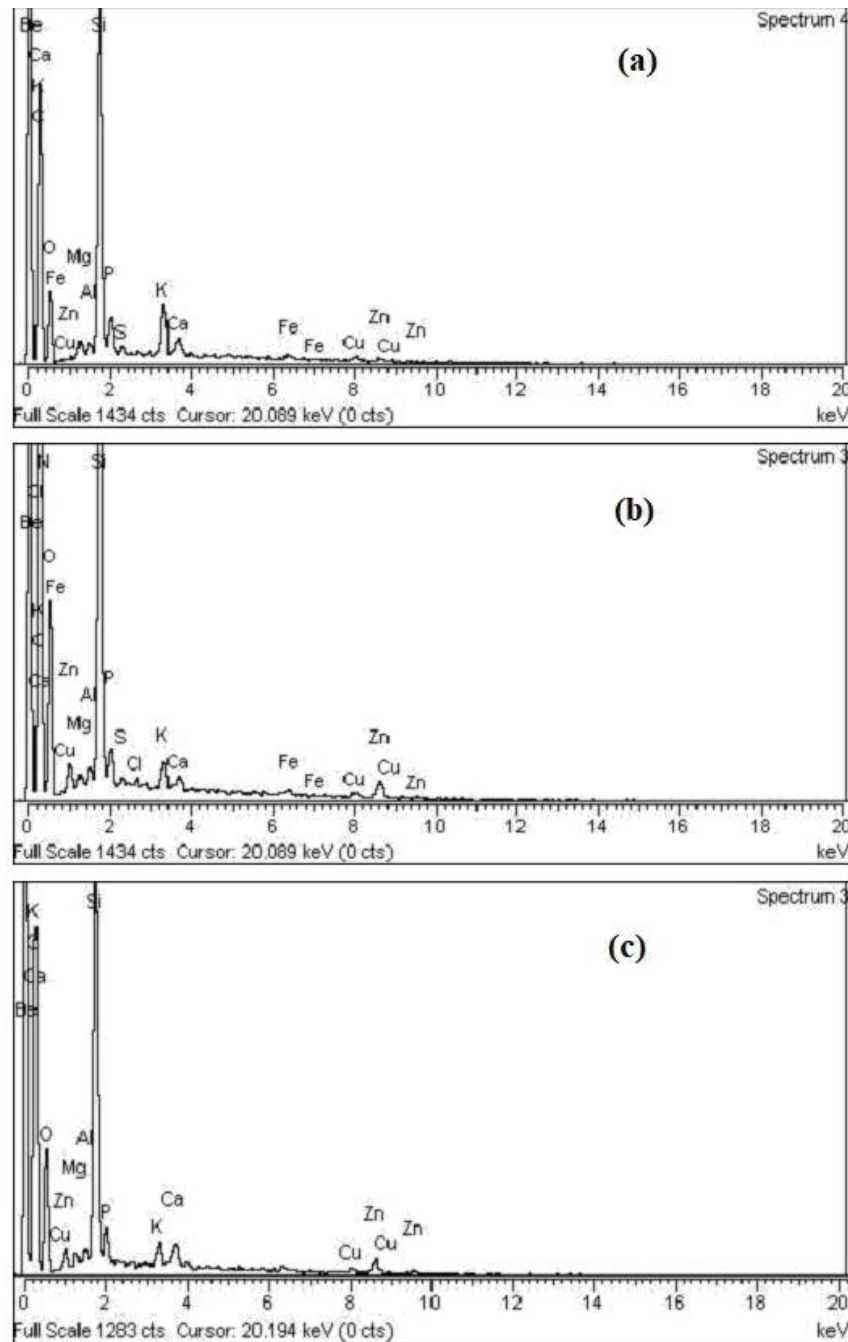 Be Si Spectrum 4
Ca (a)
K
C
O Mg
Fe Al P K
Zn S Ca Fe Zn Zn
Cu Fe Cu Cu
0 2 4 6 8 10 12 14 16 18 20
Full Scale 1434 cts Cursor: 20.089 keV (0 cts) keV
N Si Spectrum 3
Cl (b)
Be
O
Fe
K
C
Ca Zn P
Al
Mg S K Zn
Cu Cl Ca Fe Fe Cu Cu Zn
0 2 4 6 8 10 12 14 16 18 20
Full Scale 1434 cts Cursor: 20.089 keV (0 cts) keV
K Si Spectrum 3
C (c)
Ca
Be
O Al
Mg
Zn P Ca Zn Zn
Cu K Cu Cu
0 2 4 6 8 10 12 14 16 18 20
Full Scale 1283 cts Cursor: 20.194 keV (0 cts) keV